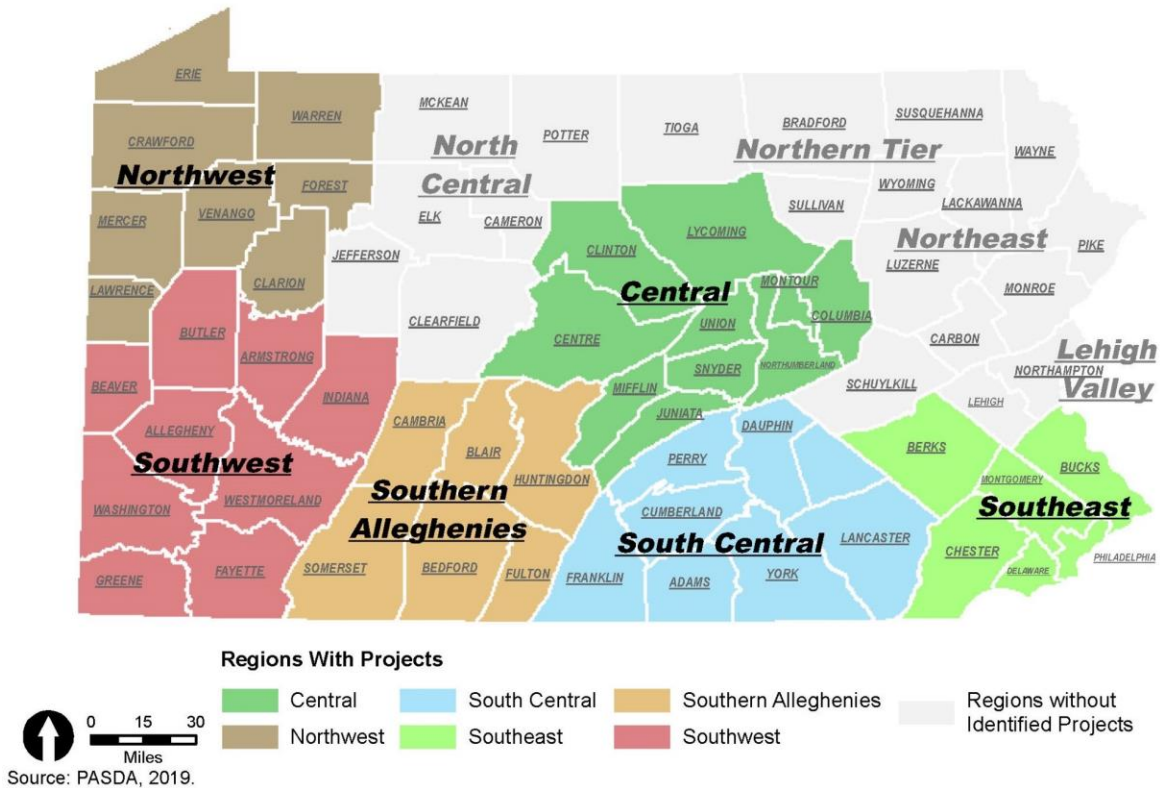 ERIE
WARREN
MCKEAN
POTTER
TIOGA
BRADFORD
SUSQUEHANNA
WAYNE
CRAWFORD
North
Central
Northern Tier
Northwest
FOREST
WYOMING
LACKAWANNA
MERCER
VENANGO
ELK
CAMERON
SULLIVAN
LYCOMING
Northeast
PIKE
JEFFERSON
CLINTON
LUZERNE
LAWRENCE
CLARION
Central
MONTOUR
MONROE
BUTLER
CLEARFIELD
UNION
COLUMBIA
CENTRE
CARBON
ARMSTRONG
Lehigh
Valley
NORTHAMPTON
BEAVER
INDIANA
MIFFLIN
SNYDER
NORTHUMBERLAND
SCHUYLKILL
LEHIGH
ALLEGHENY
CAMBRIA
JUNIATA
DAUPHIN
BLAIR
PERRY
BERKS
BUCKS
Southwest
HUNTINGDON
MONTGOMERY
WESTMORELAND
Southern
Alleghenies
Southeast
WASHINGTON
CUMBERLAND
South Central
LANCASTER
CHESTER
PHILADELPHIA
DELAWARE
GREENE
FAYETTE
SOMERSET
BEDFORD
FULTON
FRANKLIN
ADAMS
YORK
Regions With Projects
Central
South Central
Southern Alleghenies
Regions without
Identified Projects
Northwest
Southeast
Southwest
0 15 30
Miles
Source: PASDA, 2019.